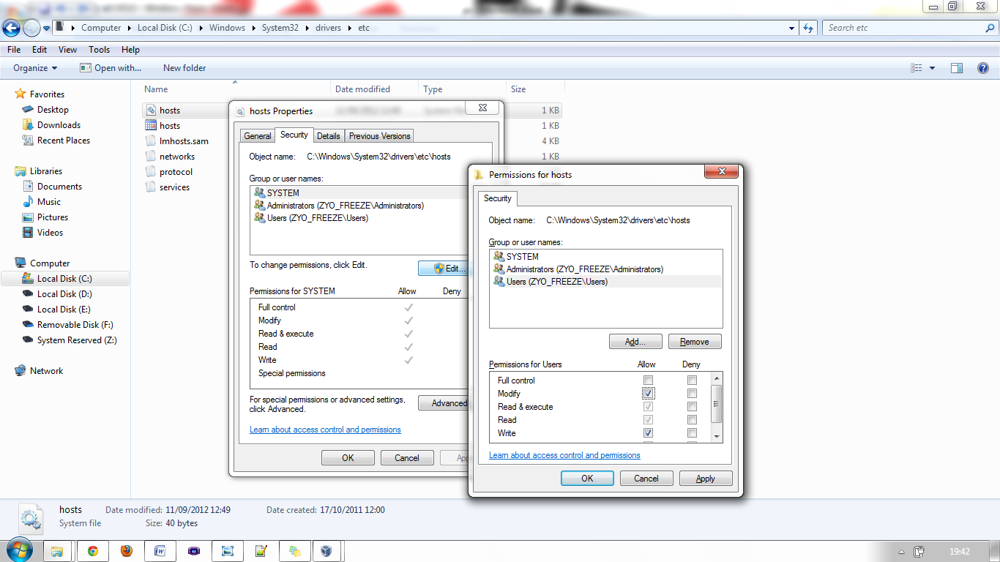 Computer Local Disk (C:) Windows System32 drivers etc
Search etc
File Edit View Tools Help
Organize Open with... New folder
Name Date modified Type Size
Favorites
Desktop
Downloads
Recent Places
Libraries
Documents
Music
Pictures
Videos
Computer
Local Disk (C:)
Local Disk (D:)
Local Disk (E:)
Removable Disk (F:)
System Reserved (Z:)
Network
hosts 1 KB
hosts 1 KB
lmhosts.sam 4 KB
networks 1 KB
protocol
services
hosts Properties
General Security Details Previous Versions
Object name: C:\Windows\System32\drivers\etc\hosts
Group or user names:
SYSTEM
Administrators (ZYO_FREEZE\Administrators)
Users (ZYO_FREEZE\Users)
To change permissions, click Edit.
Edit...
Permissions for SYSTEM Allow Deny
Full control
Modify
Read & execute
Read
Write
Special permissions
For special permissions or advanced settings,
click Advanced.
Advanced
Learn about access control and permissions
OK Cancel App
Permissions for hosts
Security
Object name: C:\Windows\System32\drivers\etc\hosts
Group or user names:
SYSTEM
Administrators (ZYO_FREEZE\Administrators)
Users (ZYO_FREEZE\Users)
Add... Remove
Permissions for Users Allow Deny
Full control
Modify
Read & execute
Read
Write
Learn about access control and permissions
OK Cancel Apply
hosts Date modified: 11/09/2012 12:49 Date created: 17/10/2011 12:00
System file Size: 40 bytes
19:42